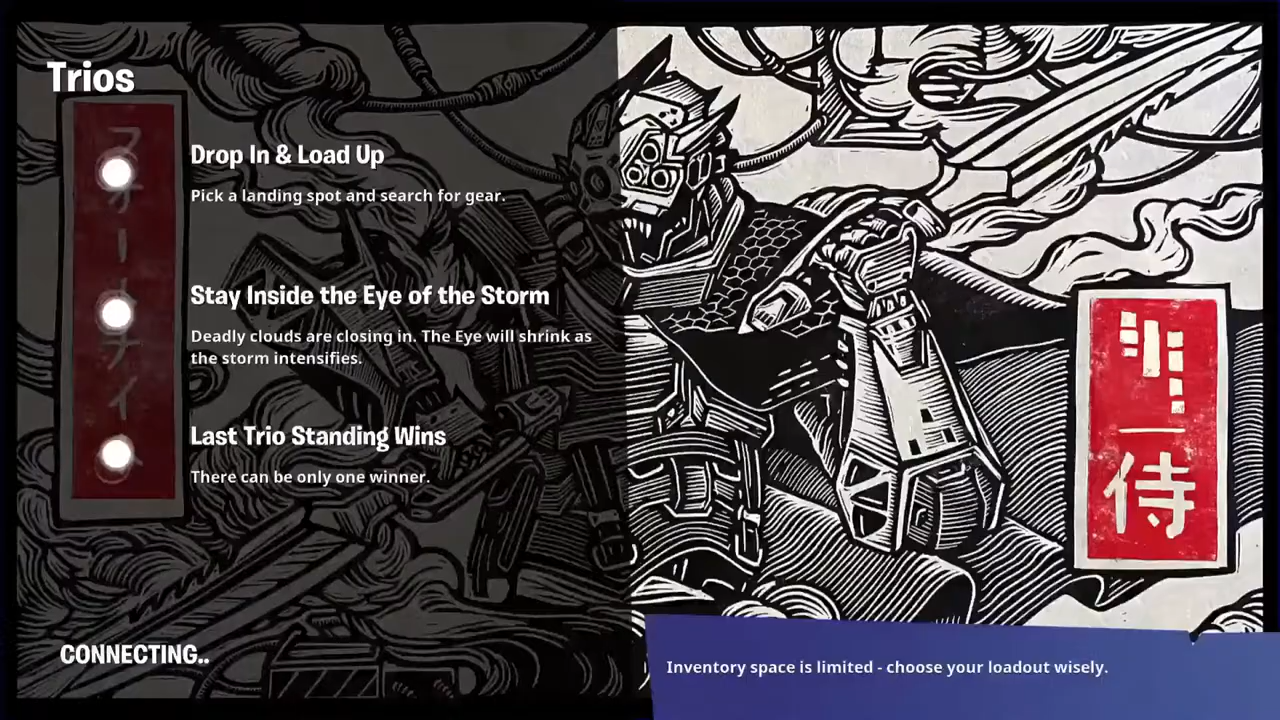 Trios
Drop In & Load Up
Pick a landing spot and search for gear.
Stay Inside the Eye of the Storm
Deadly clouds are closing in. The Eye will shrink as
the storm intensifies.
Last Trio Standing Wins
There can be only one winner.
CONNECTING..
侍
Inventory space is limited - choose your loadout wisely.